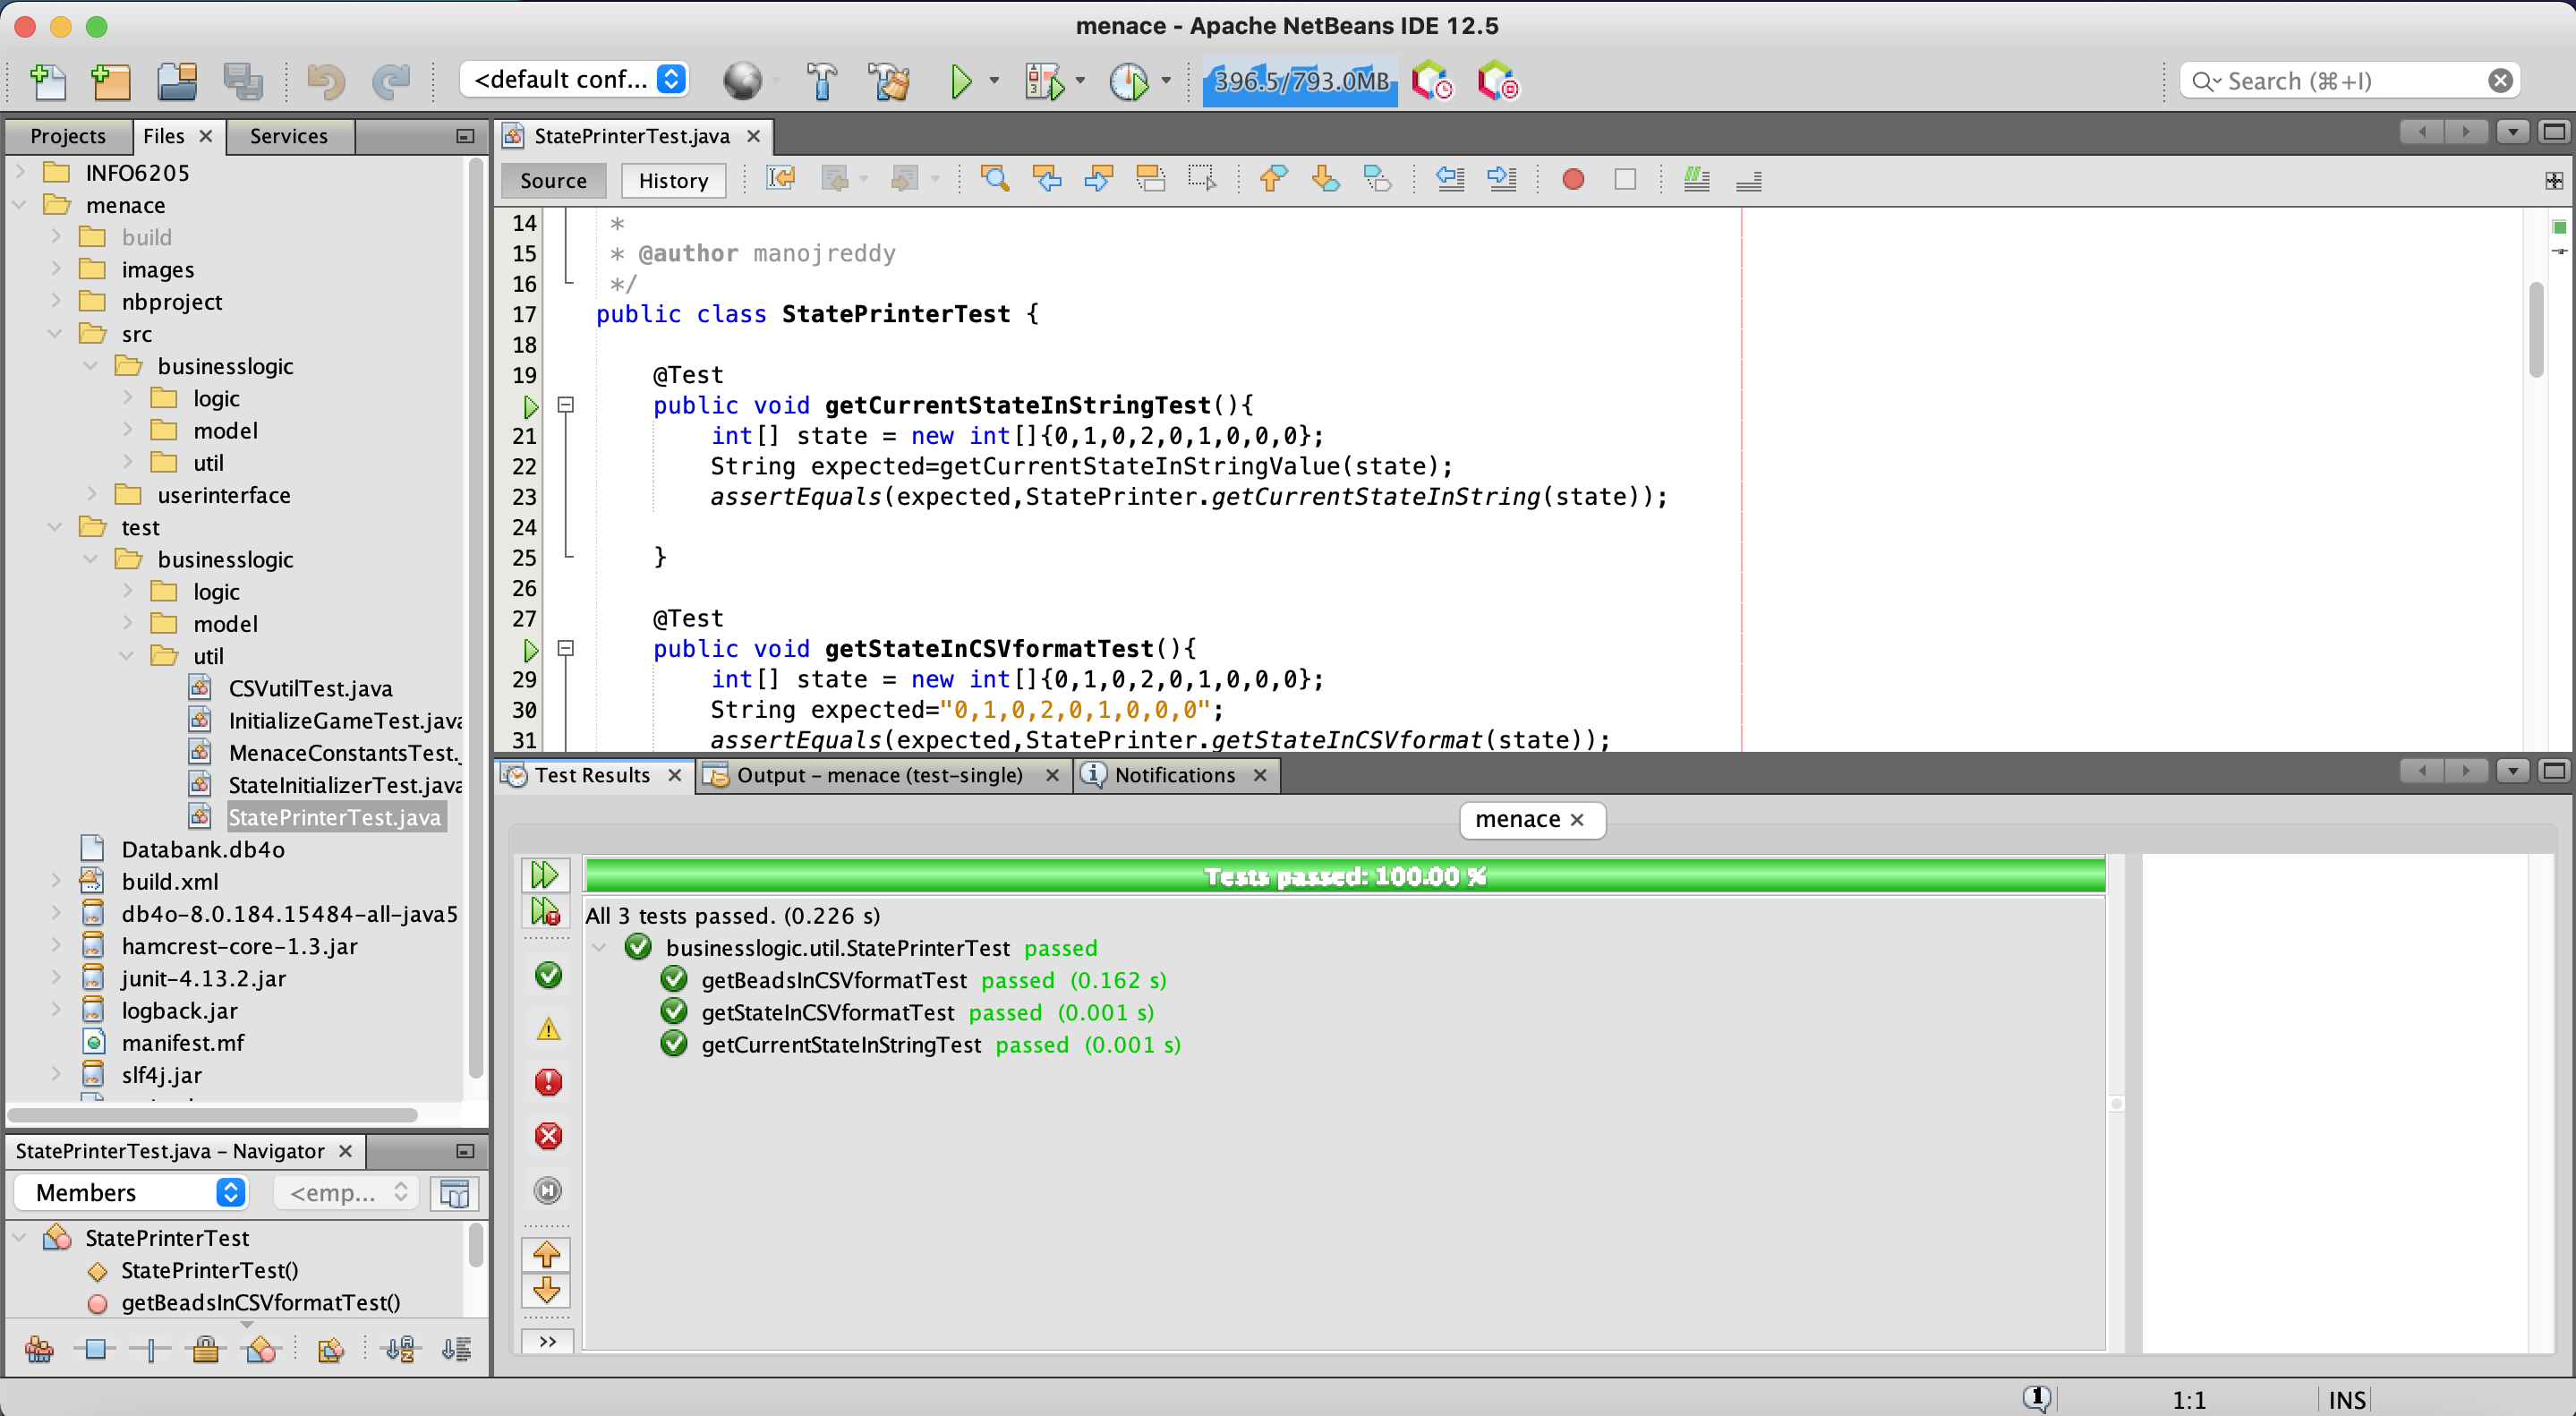 menace - Apache NetBeans IDE 12.5
<default conf...
396.5/793.0MB
Search (⌘+I)
Projects
Files
Services
INFO6205
menace
build
images
nbproject
src
businesslogic
logic
model
util
userinterface
test
businesslogic
logic
model
util
CSVutilTest.java
InitializeGameTest.java
MenaceConstantsTest.
StateInitializerTest.java
StatePrinterTest.java
Databank.db4o
build.xml
db4o-8.0.184.15484-all-java5
hamcrest-core-1.3.jar
junit-4.13.2.jar
logback.jar
manifest.mf
slf4j.jar
StatePrinterTest.java - Navigator
Members
<emp...
StatePrinterTest
StatePrinterTest()
getBeadsInCSVformatTest()
StatePrinterTest.java
Source
History
14 *
15 * @author manojreddy
16 */
17 public class StatePrinterTest {
18
19 @Test
public void getCurrentStateInStringTest(){
21 int[] state = new int[]{0,1,0,2,0,1,0,0,0};
22 String expected=getCurrentStateInStringValue(state);
23 assertEquals(expected,StatePrinter.getCurrentStateInString(state));
24
25 }
26
27 @Test
public void getStateInCSVformatTest(){
29 int[] state = new int[]{0,1,0,2,0,1,0,0,0};
30 String expected="0,1,0,2,0,1,0,0,0";
31 assertEquals(expected,StatePrinter.getStateInCSVformat(state));
Test Results
Output - menace (test-single)
Notifications
menace
Tests passed: 100.00 %
All 3 tests passed. (0.226 s)
businesslogic.util.StatePrinterTest passed
getBeadsInCSVformatTest passed (0.162 s)
getStateInCSVformatTest passed (0.001 s)
getCurrentStateInStringTest passed (0.001 s)
>>
1
1:1
INS